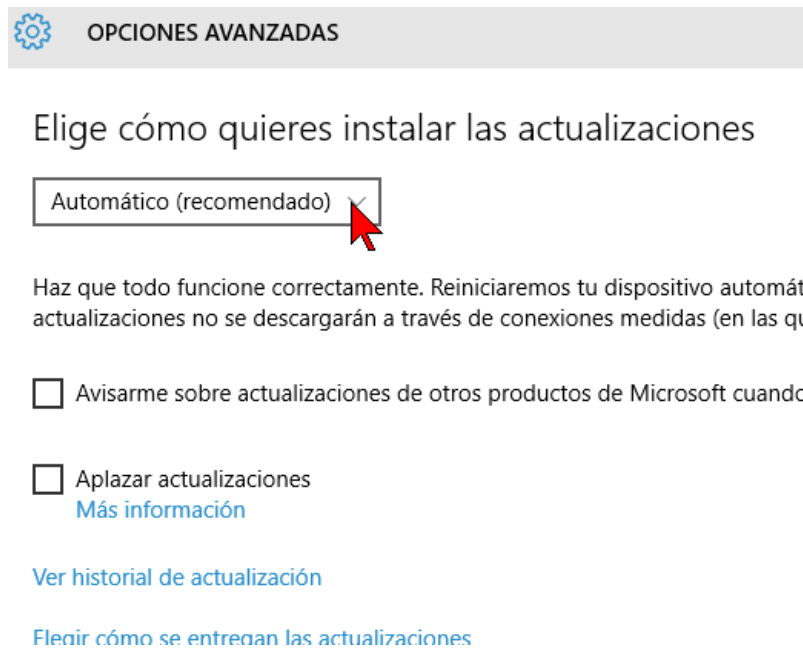 OPCIONES AVANZADAS
Elige cómo quieres instalar las actualizaciones
Automático (recomendado)
Haz que todo funcione correctamente. Reiniciaremos tu dispositivo automát
actualizaciones no se descargarán a través de conexiones medidas (en las qu
Avisarme sobre actualizaciones de otros productos de Microsoft cuando
Aplazar actualizaciones
Más información
Ver historial de actualización
Elegir cómo se entregan las actualizaciones